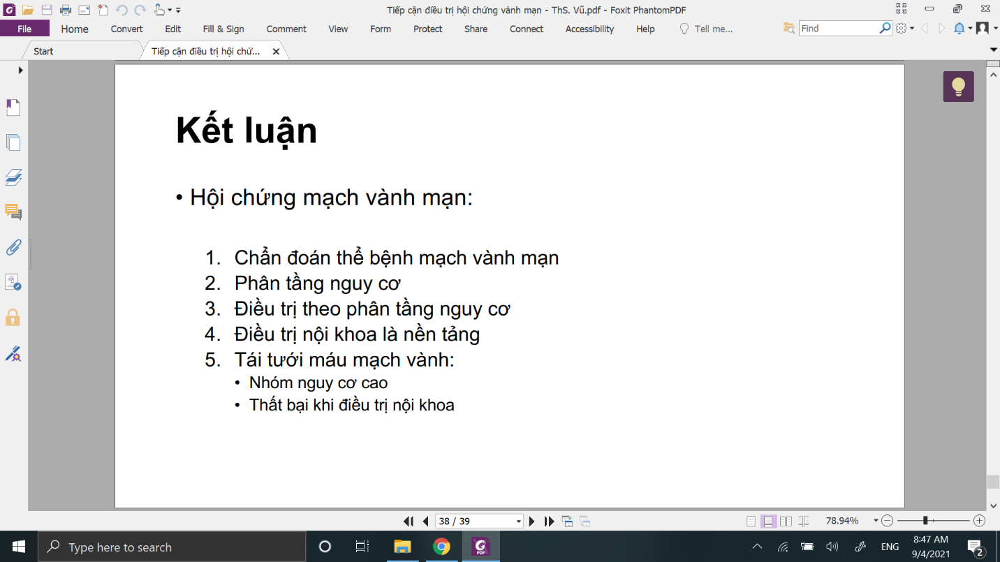 Tiếp cận điều trị hội chứng vành mạn - ThS. Vũ.pdf - Foxit PhantomPDF
File Home Convert Edit Fill & Sign Comment View Form Protect Share Connect Accessibility Help Tell me... Find
Start Tiếp cận điều trị hội chứ...
Kết luận
• Hội chứng mạch vành mạn:
1. Chẩn đoán thể bệnh mạch vành mạn
2. Phân tầng nguy cơ
3. Điều trị theo phân tầng nguy cơ
4. Điều trị nội khoa là nền tảng
5. Tái tưới máu mạch vành:
• Nhóm nguy cơ cao
• Thất bại khi điều trị nội khoa
38 / 39 78.94%
Type here to search
PDF
ENG
8:47 AM
9/4/2021
2